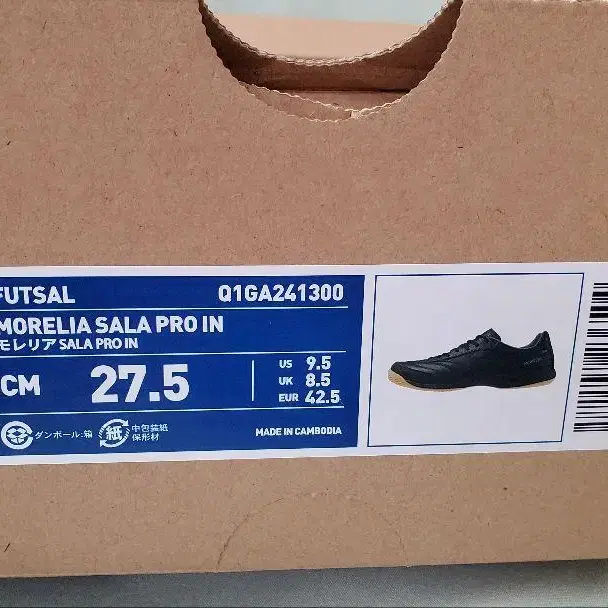 FUTSAL Q1GA241300
MORELIA SALA PRO IN
モレリア SALA PRO IN
CM 27.5
US 9.5
UK 8.5
EUR 42.5
ダンボール:箱
紙 中包装紙
保形材
MADE IN CAMBODIA